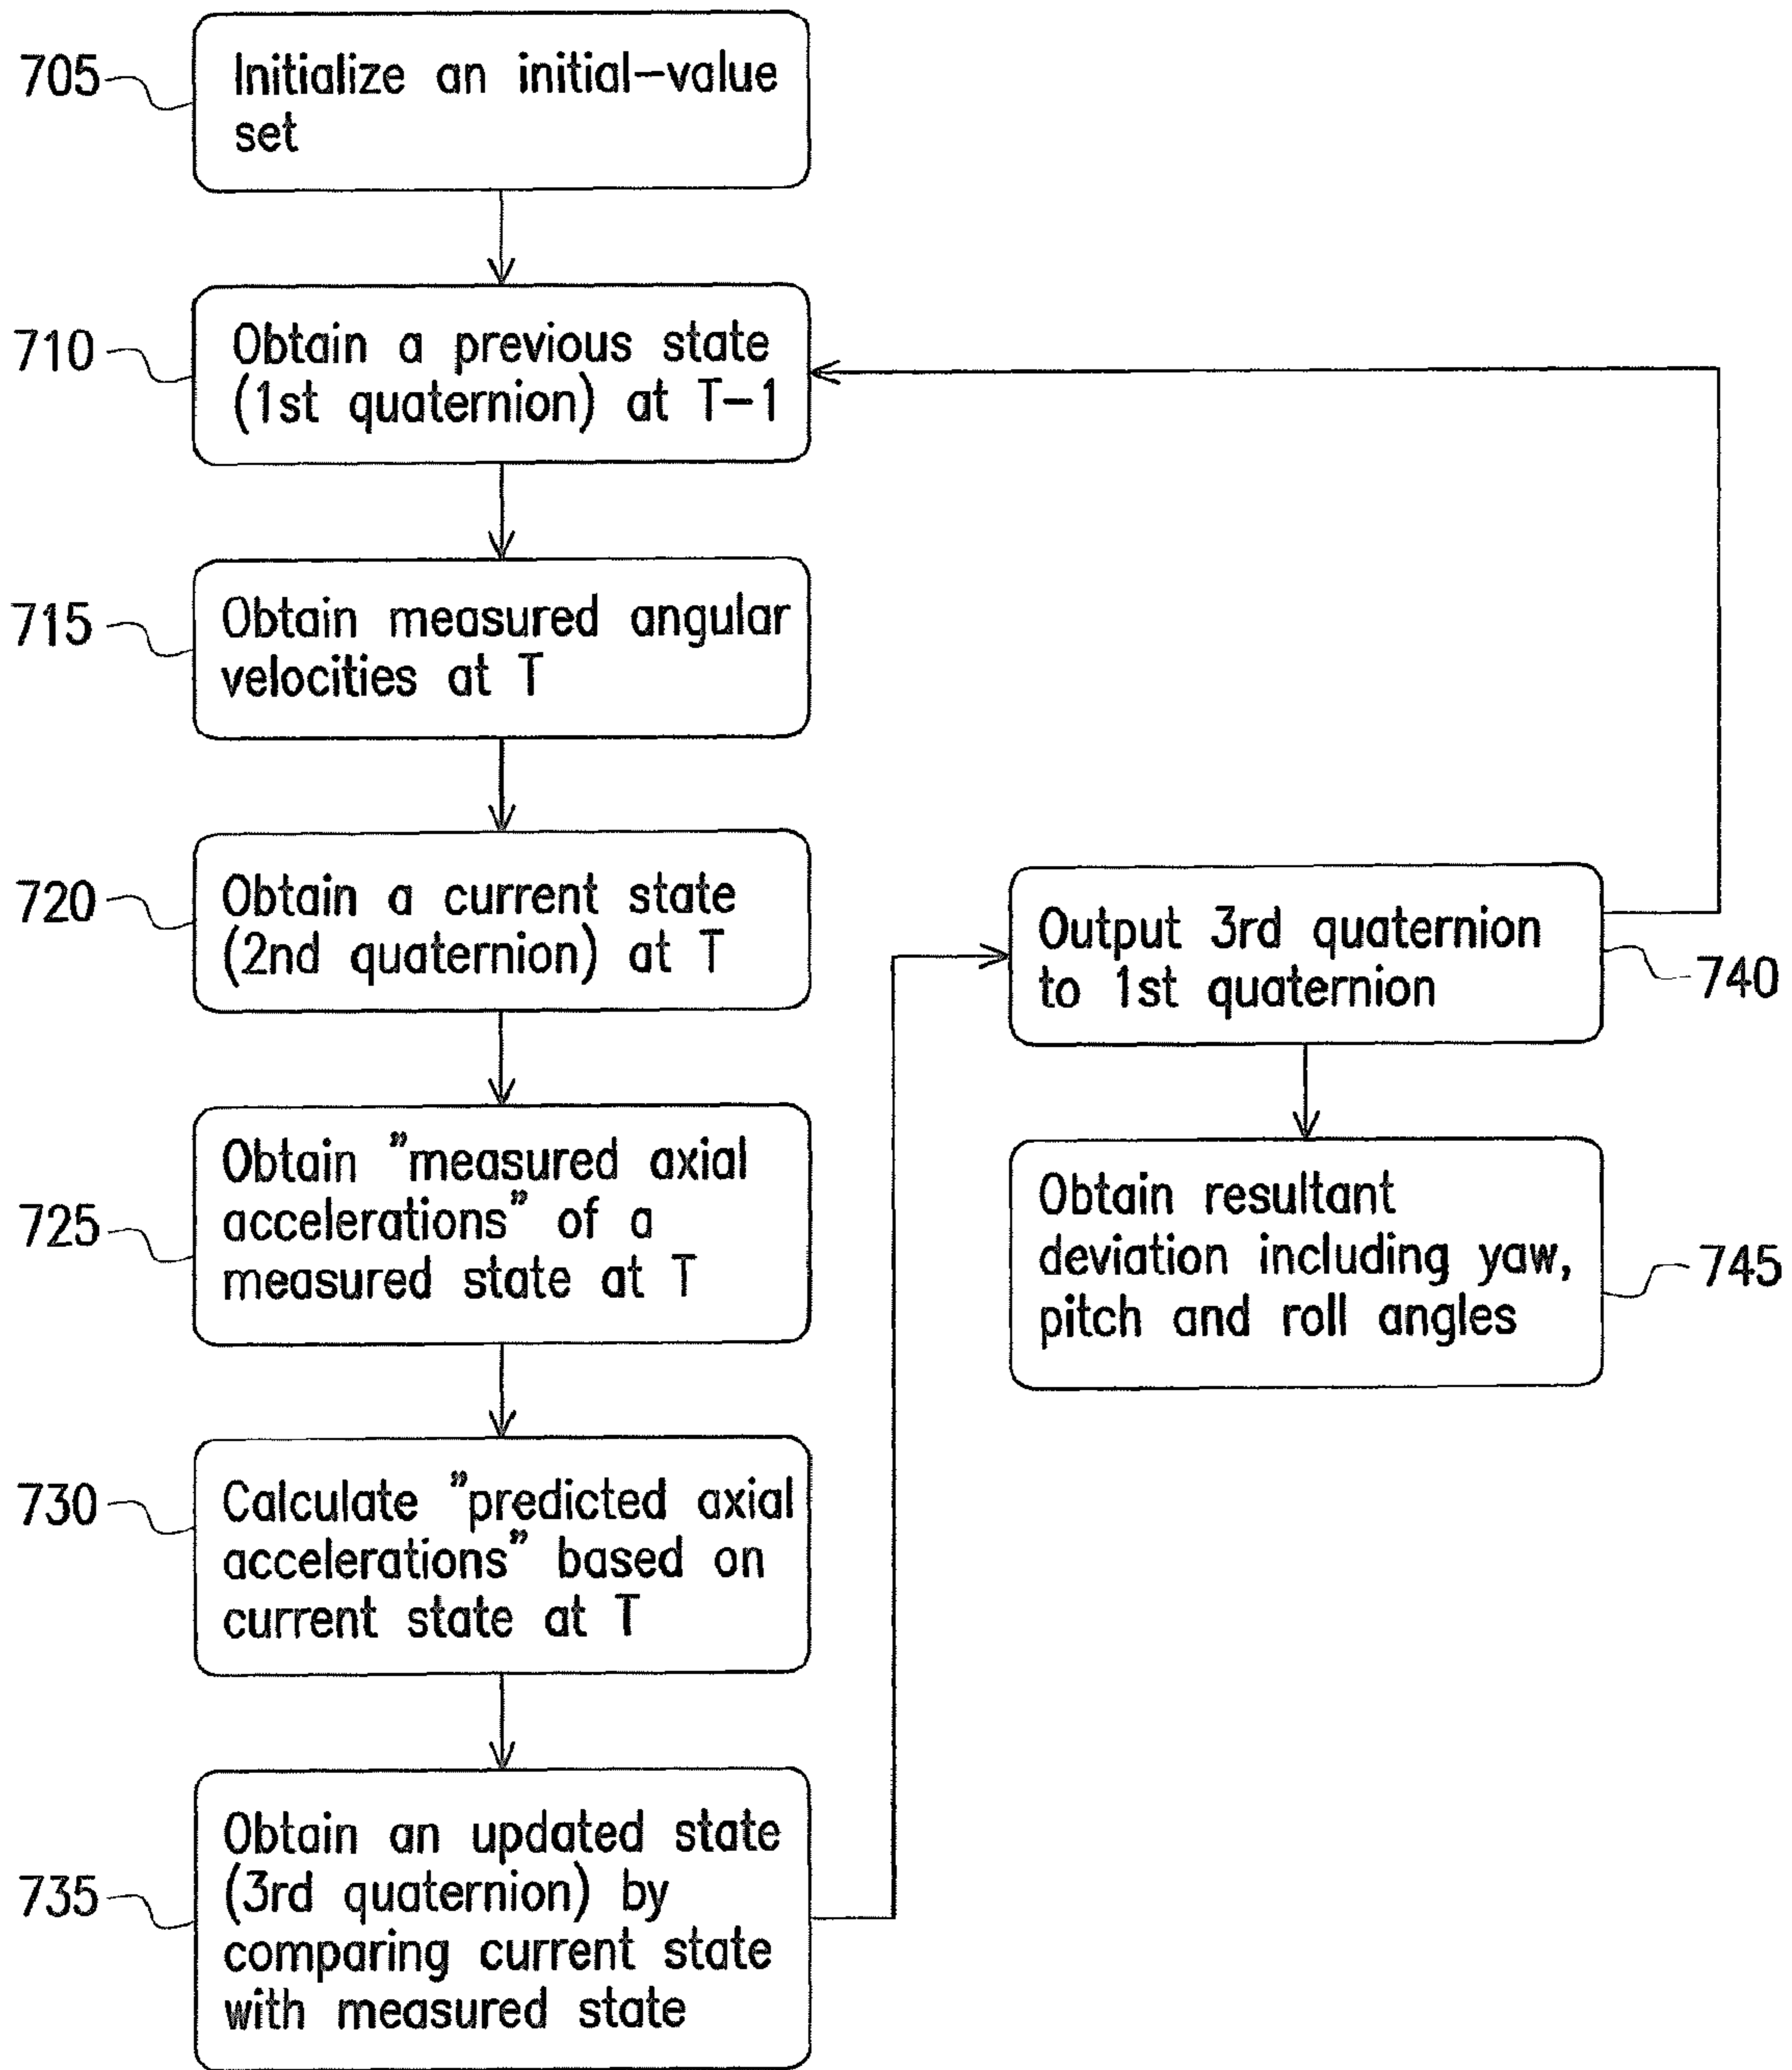 705
Initialize an initial-value
set
710
Obtain a previous state
(1st quaternion) at T-1
715
Obtain measured angular
velocities at T
720
Obtain a current state
(2nd quaternion) at T
725
Obtain "measured axial
accelerations" of a
measured state at T
730
Calculate "predicted axial
accelerations" based on
current state at T
735
Obtain an updated state
(3rd quaternion) by
comparing current state
with measured state
Output 3rd quaternion
to 1st quaternion
740
Obtain resultant
deviation including yaw,
pitch and roll angles
745